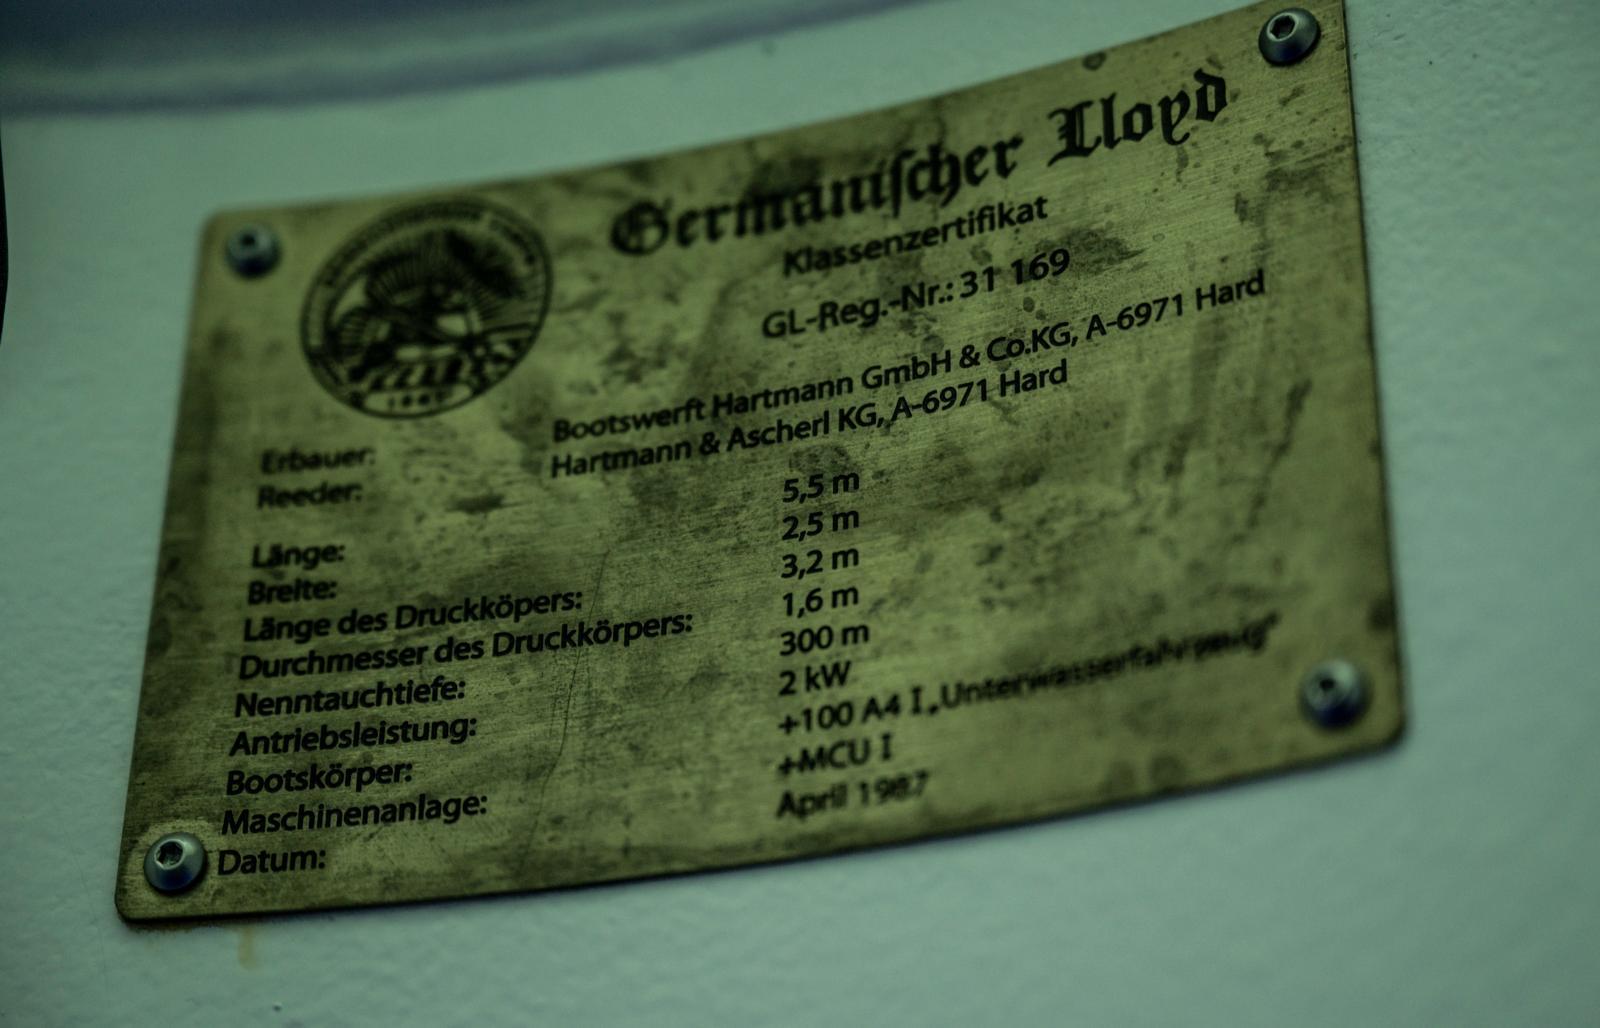 Germanischer Lloyd
Klassenzertifikat
GL-Reg.-Nr.: 31 169
Erbauer: Bootswerft Hartmann GmbH & Co.KG, A-6971 Hard
Reeder: Hartmann & Ascherl KG, A-6971 Hard
Länge: 5,5 m
Breite: 2,5 m
Länge des Druckköpers: 3,2 m
Durchmesser des Druckkörpers: 1,6 m
Nenntauchtiefe: 300 m
Antriebsleistung: 2 kW
Bootskörper: +100 A4 I „Unterwasserfahrzeug"
Maschinenanlage: +MCU I
Datum: April 1987